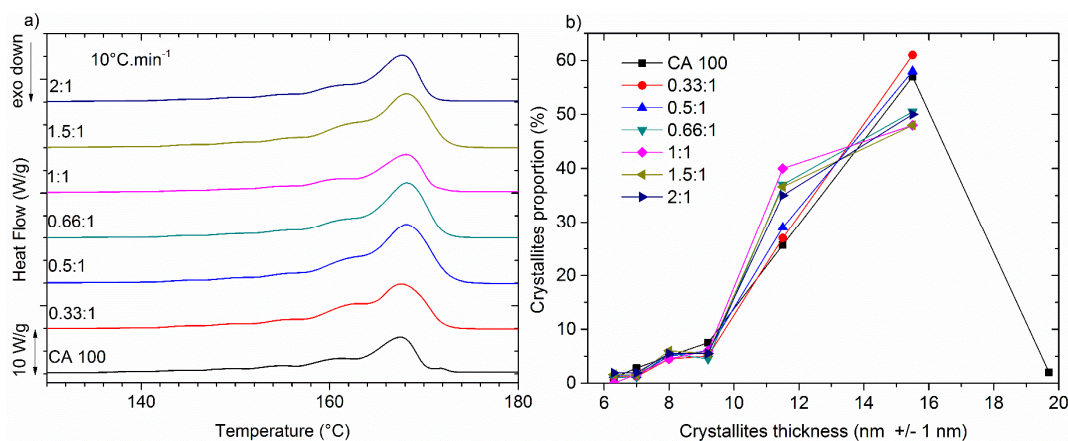 a)
exo down
10°C.min⁻¹
2:1
1.5:1
1:1
0.66:1
0.5:1
0.33:1
CA 100
10 W/g
Heat Flow (W/g)
140 160 180
Temperature (°C)
b)
CA 100
0.33:1
0.5:1
0.66:1
1:1
1.5:1
2:1
60
50
40
30
20
10
0
Crystallites proportion (%)
6 8 10 12 14 16 18 20
Crystallites thickness (nm +/- 1 nm)